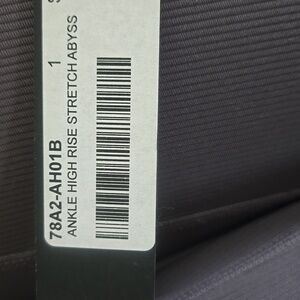 78A2-AH01B
ANKLE HIGH RISE STRETCH ABYSS
1